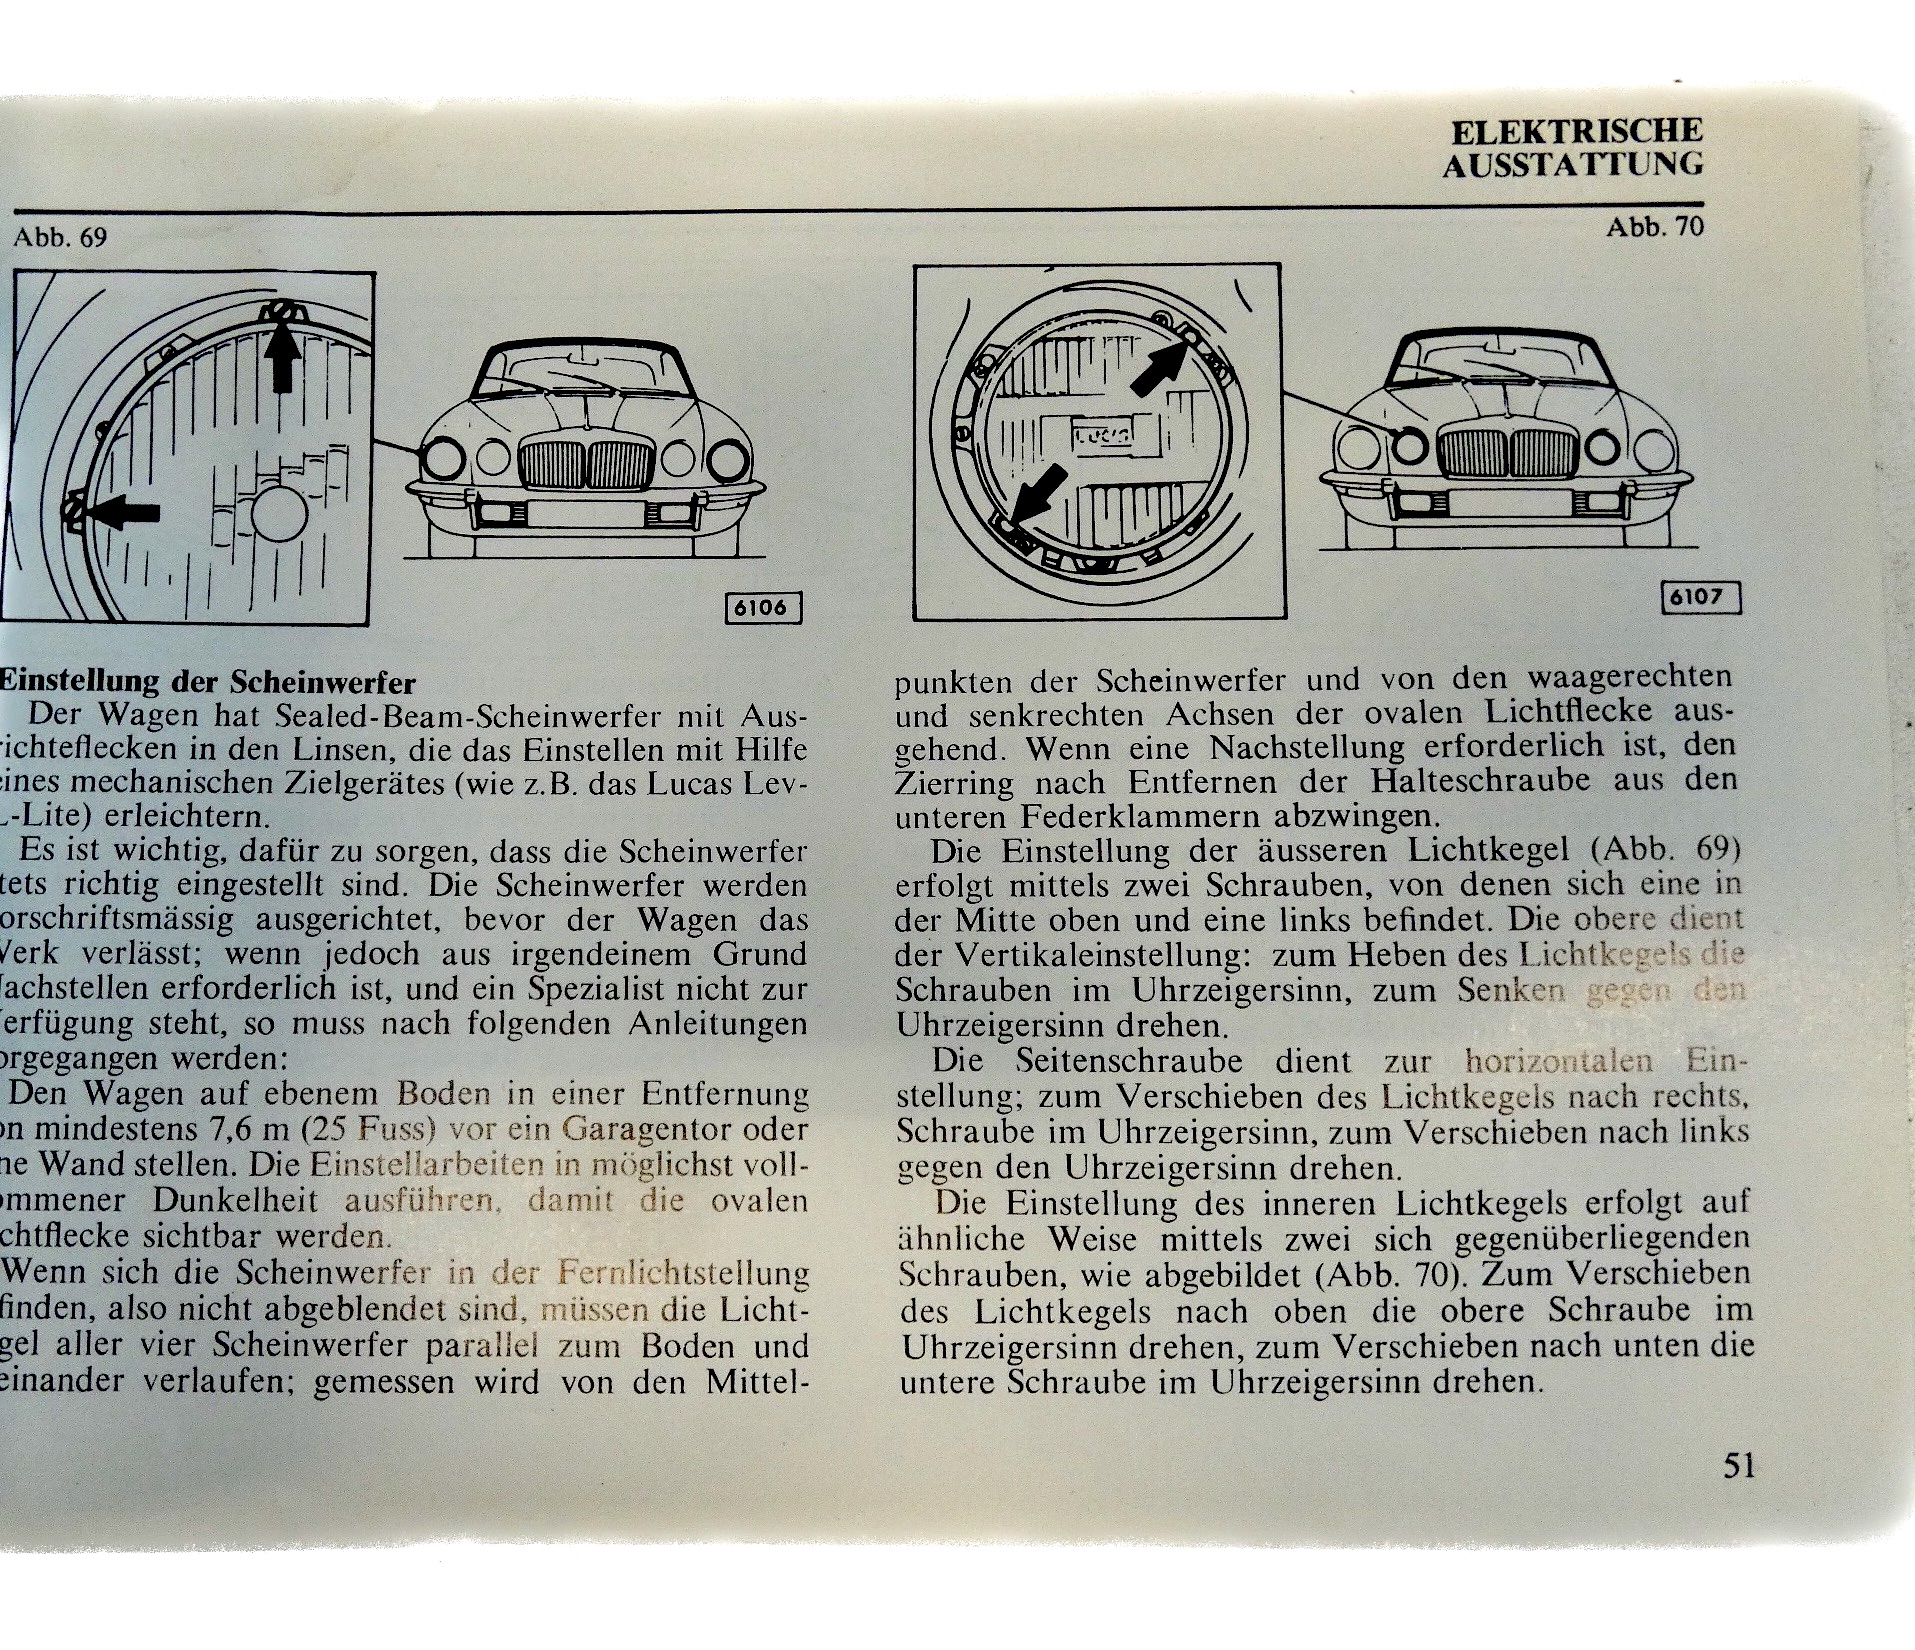 ELEKTRISCHE
AUSSTATTUNG
Abb. 69
Abb. 70
LUCAS
6106
6107
Einstellung der Scheinwerfer
Der Wagen hat Sealed-Beam-Scheinwerfer mit Aus-
richteflecken in den Linsen, die das Einstellen mit Hilfe
eines mechanischen Zielgerätes (wie z.B. das Lucas Lev-
L-Lite) erleichtern.
Es ist wichtig, dafür zu sorgen, dass die Scheinwerfer
tets richtig eingestellt sind. Die Scheinwerfer werden
orschriftsmässig ausgerichtet, bevor der Wagen das
Werk verlässt; wenn jedoch aus irgendeinem Grund
Nachstellen erforderlich ist, und ein Spezialist nicht zur
erfügung steht, so muss nach folgenden Anleitungen
orgegangen werden:
Den Wagen auf ebenem Boden in einer Entfernung
on mindestens 7,6 m (25 Fuss) vor ein Garagentor oder
ne Wand stellen. Die Einstellarbeiten in möglichst voll-
ommener Dunkelheit ausführen, damit die ovalen
chtflecke sichtbar werden.
Wenn sich die Scheinwerfer in der Fernlichtstellung
finden, also nicht abgeblendet sind, müssen die Licht-
gel aller vier Scheinwerfer parallel zum Boden und
einander verlaufen; gemessen wird von den Mittel-
punkten der Scheinwerfer und von den waagerechten
und senkrechten Achsen der ovalen Lichtflecke aus-
gehend. Wenn eine Nachstellung erforderlich ist, den
Zierring nach Entfernen der Halteschraube aus den
unteren Federklammern abzwingen.
Die Einstellung der äusseren Lichtkegel (Abb. 69)
erfolgt mittels zwei Schrauben, von denen sich eine in
der Mitte oben und eine links befindet. Die obere dient
der Vertikaleinstellung: zum Heben des Lichtkegels die
Schrauben im Uhrzeigersinn, zum Senken gegen den
Uhrzeigersinn drehen.
Die Seitenschraube dient zur horizontalen Ein-
stellung; zum Verschieben des Lichtkegels nach rechts,
Schraube im Uhrzeigersinn, zum Verschieben nach links
gegen den Uhrzeigersinn drehen.
Die Einstellung des inneren Lichtkegels erfolgt auf
ähnliche Weise mittels zwei sich gegenüberliegenden
Schrauben, wie abgebildet (Abb. 70). Zum Verschieben
des Lichtkegels nach oben die obere Schraube im
Uhrzeigersinn drehen, zum Verschieben nach unten die
untere Schraube im Uhrzeigersinn drehen.
51